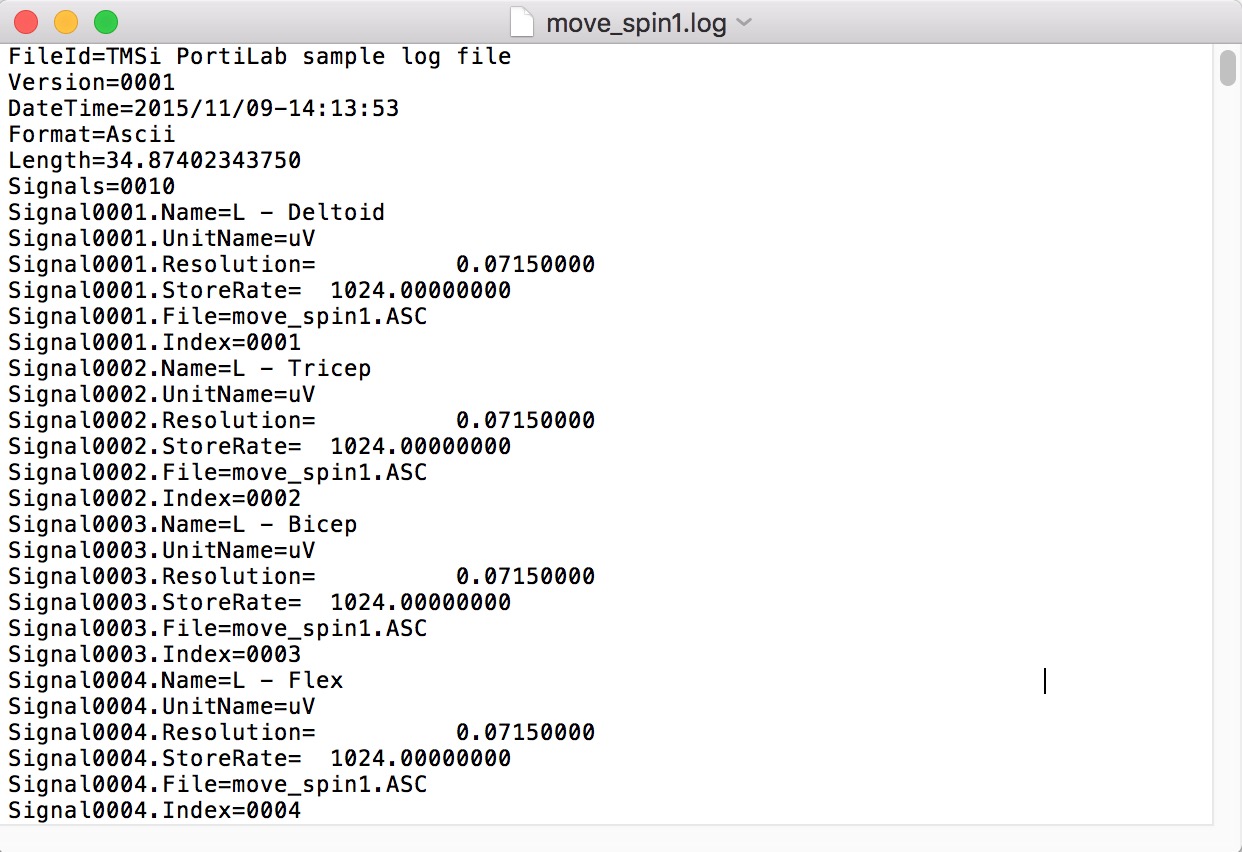 move_spin1.log
FileId=TMSi PortiLab sample log file
Version=0001
DateTime=2015/11/09-14:13:53
Format=Ascii
Length=34.87402343750
Signals=0010
Signal0001.Name=L - Deltoid
Signal0001.UnitName=uV
Signal0001.Resolution=          0.07150000
Signal0001.StoreRate=  1024.00000000
Signal0001.File=move_spin1.ASC
Signal0001.Index=0001
Signal0002.Name=L - Tricep
Signal0002.UnitName=uV
Signal0002.Resolution=          0.07150000
Signal0002.StoreRate=  1024.00000000
Signal0002.File=move_spin1.ASC
Signal0002.Index=0002
Signal0003.Name=L - Bicep
Signal0003.UnitName=uV
Signal0003.Resolution=          0.07150000
Signal0003.StoreRate=  1024.00000000
Signal0003.File=move_spin1.ASC
Signal0003.Index=0003
Signal0004.Name=L - Flex
Signal0004.UnitName=uV
Signal0004.Resolution=          0.07150000
Signal0004.StoreRate=  1024.00000000
Signal0004.File=move_spin1.ASC
Signal0004.Index=0004